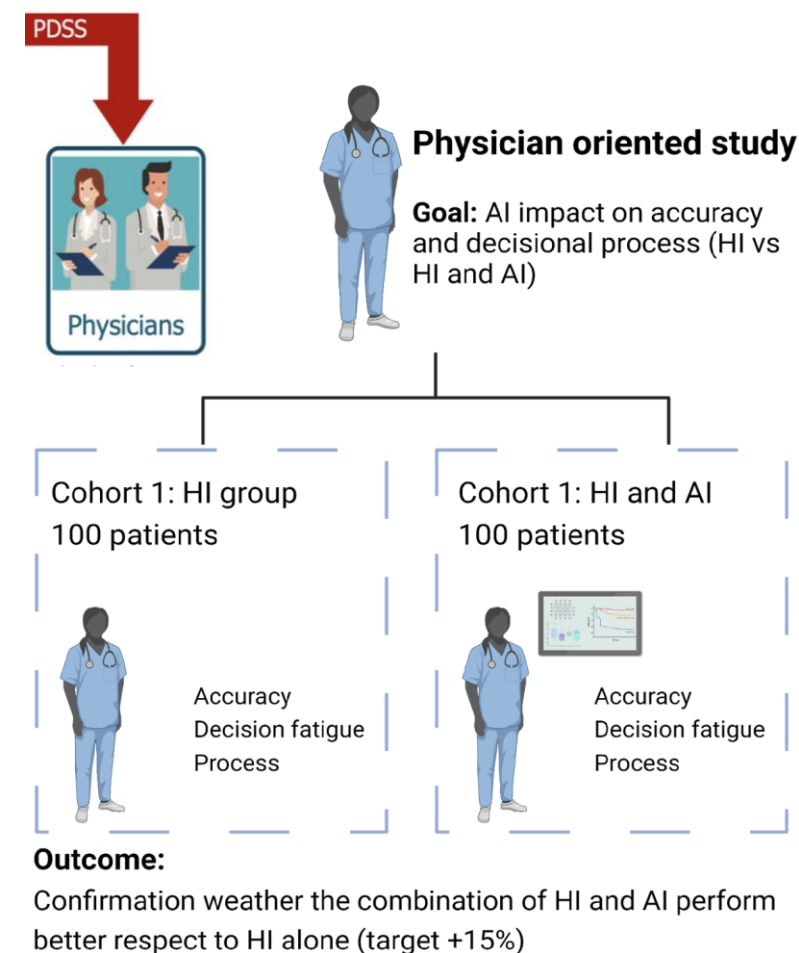 PDSS
Physicians
Physician oriented study
Goal: AI impact on accuracy
and decisional process (HI vs
HI and AI)
Cohort 1: HI group
100 patients
Accuracy
Decision fatigue
Process
Cohort 1: HI and AI
100 patients
Accuracy
Decision fatigue
Process
Outcome:
Confirmation weather the combination of HI and AI perform
better respect to HI alone (target +15%)